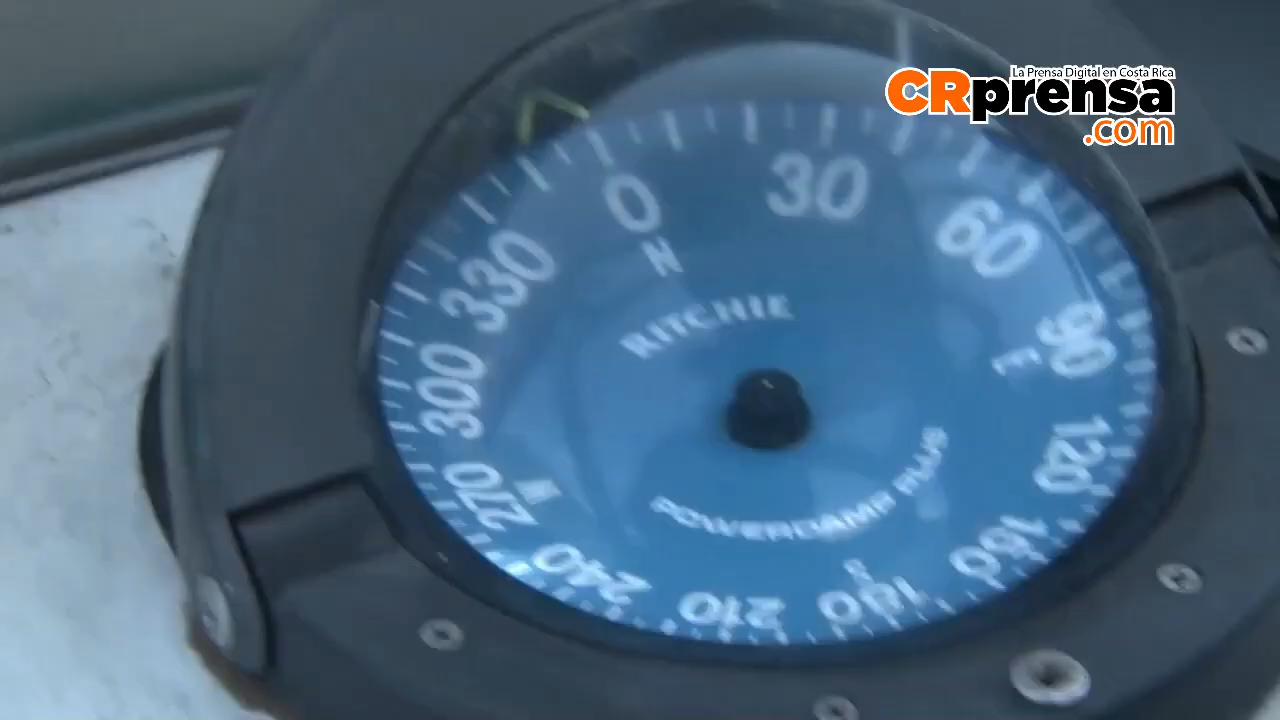 La Prensa Digital en Costa Rica
CRprensa
.com
0
30
60
90
120
150
180
210
240
270
300
330
N
E
S
W
RITCHIE
POWERDAMP PLUS